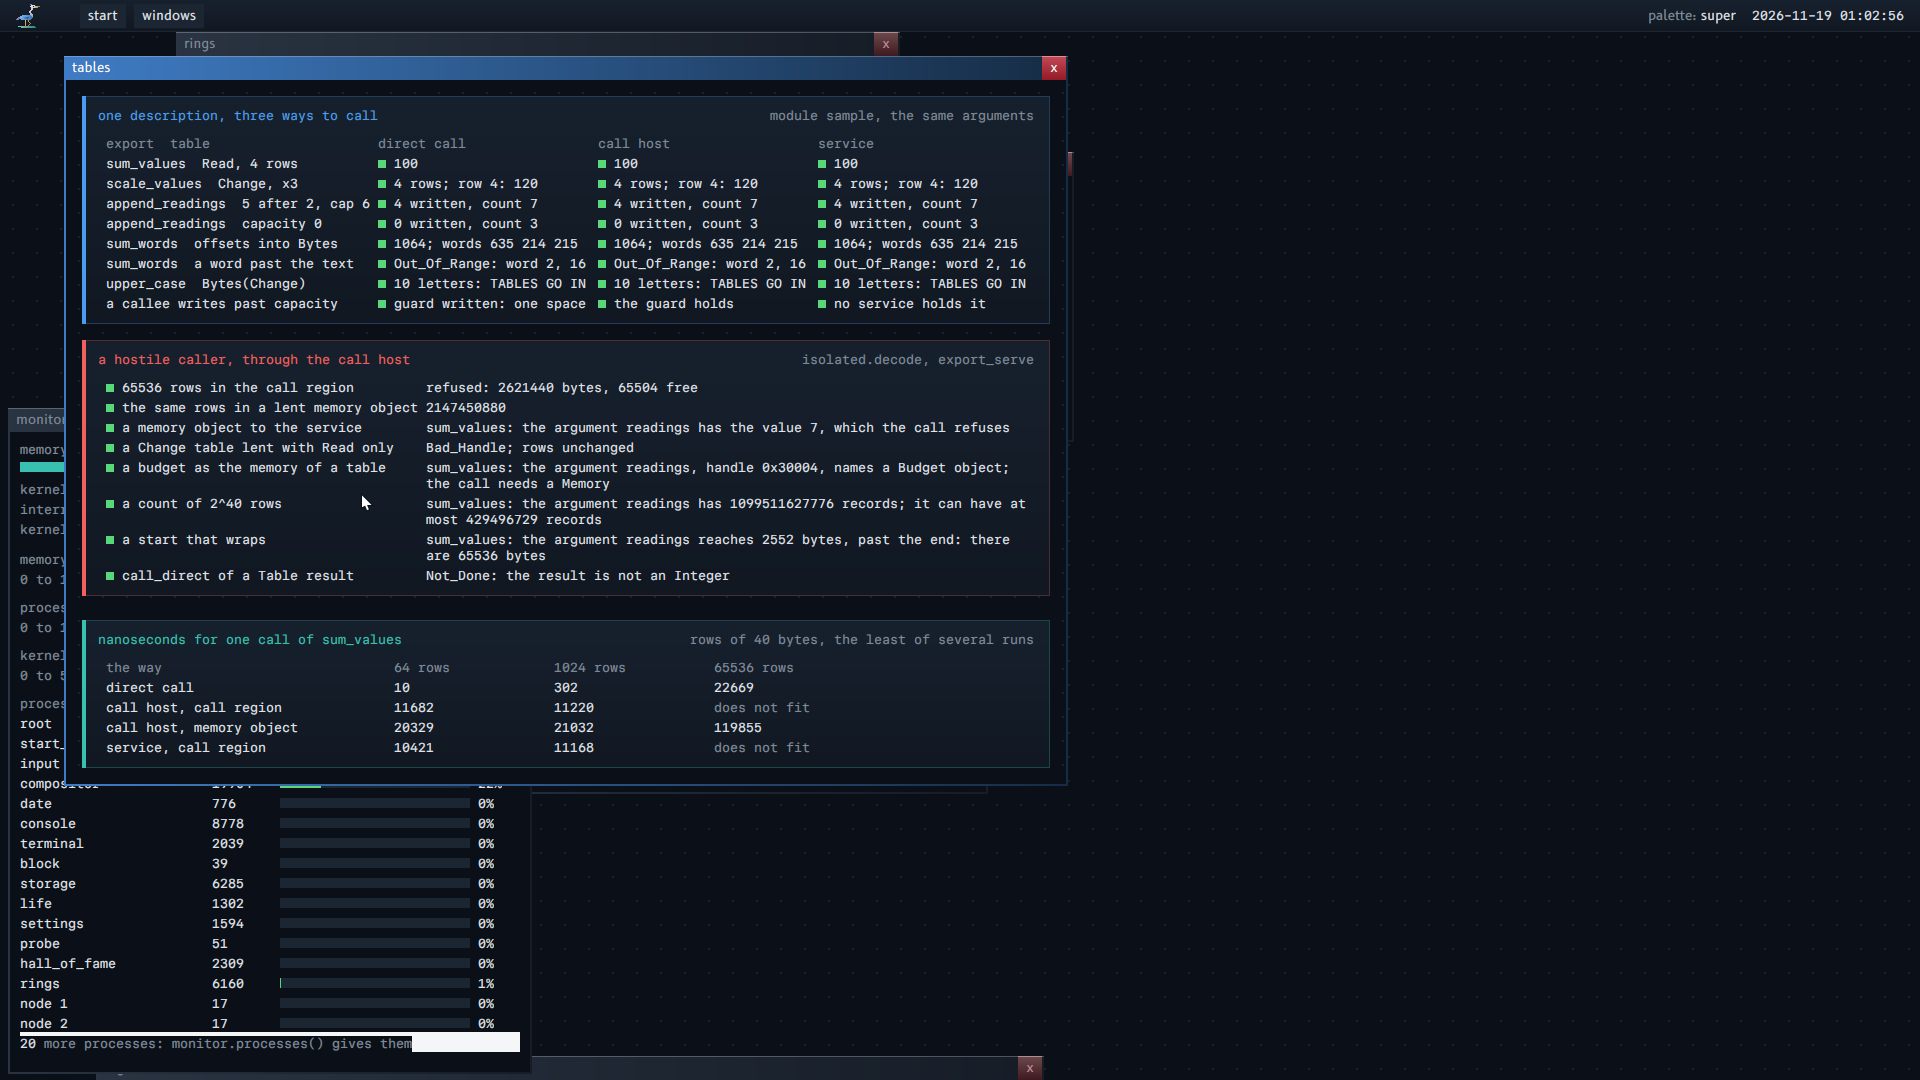 start windows palette: super 2026-11-19 01:02:56
rings x
tables x
one description, three ways to call module sample, the same arguments
export table direct call call host service
sum_values Read, 4 rows 100 100 100
scale_values Change, x3 4 rows; row 4: 120 4 rows; row 4: 120 4 rows; row 4: 120
append_readings 5 after 2, cap 6 4 written, count 7 4 written, count 7 4 written, count 7
append_readings capacity 0 0 written, count 3 0 written, count 3 0 written, count 3
sum_words offsets into Bytes 1064; words 635 214 215 1064; words 635 214 215 1064; words 635 214 215
sum_words a word past the text Out_Of_Range: word 2, 16 Out_Of_Range: word 2, 16 Out_Of_Range: word 2, 16
upper_case Bytes(Change) 10 letters: TABLES GO IN 10 letters: TABLES GO IN 10 letters: TABLES GO IN
a callee writes past capacity guard written: one space the guard holds no service holds it
a hostile caller, through the call host isolated.decode, export_serve
65536 rows in the call region refused: 2621440 bytes, 65504 free
the same rows in a lent memory object 2147450880
a memory object to the service sum_values: the argument readings has the value 7, which the call refuses
a Change table lent with Read only Bad_Handle; rows unchanged
a budget as the memory of a table sum_values: the argument readings, handle 0x30004, names a Budget object;
the call needs a Memory
a count of 2^40 rows sum_values: the argument readings has 1099511627776 records; it can have at
most 429496729 records
a start that wraps sum_values: the argument readings reaches 2552 bytes, past the end: there
are 65536 bytes
call_direct of a Table result Not_Done: the result is not an Integer
nanoseconds for one call of sum_values rows of 40 bytes, the least of several runs
the way 64 rows 1024 rows 65536 rows
direct call 10 302 22669
call host, call region 11682 11220 does not fit
call host, memory object 20329 21032 119855
service, call region 10421 11168 does not fit
monitor
memory
kernel
kernel
memory
0 to
0 to
kernel
0 to
root
start_
input
compositor 22%
date 776 0%
console 8778 0%
terminal 2039 0%
block 39 0%
storage 6285 0%
life 1302 0%
settings 1594 0%
probe 51 0%
hall_of_fame 2309 0%
rings 6160 1%
node 1 17 0%
node 2 17 0%
20 more processes: monitor.processes() gives them
x